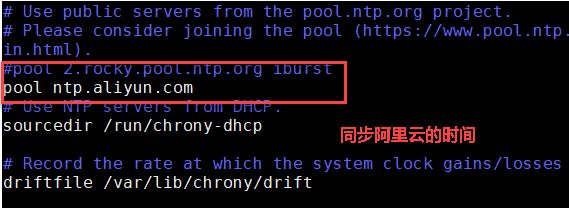 # Use public servers from the pool.ntp.org project.
# Please consider joining the pool (https://www.pool.ntp.
in.html).
#pool 2.rocky.pool.ntp.org iburst
pool ntp.aliyun.com
# Use NTP servers from DHCP.
sourcedir /run/chrony-dhcp
同步阿里云的时间
# Record the rate at which the system clock gains/losses
driftfile /var/lib/chrony/drift